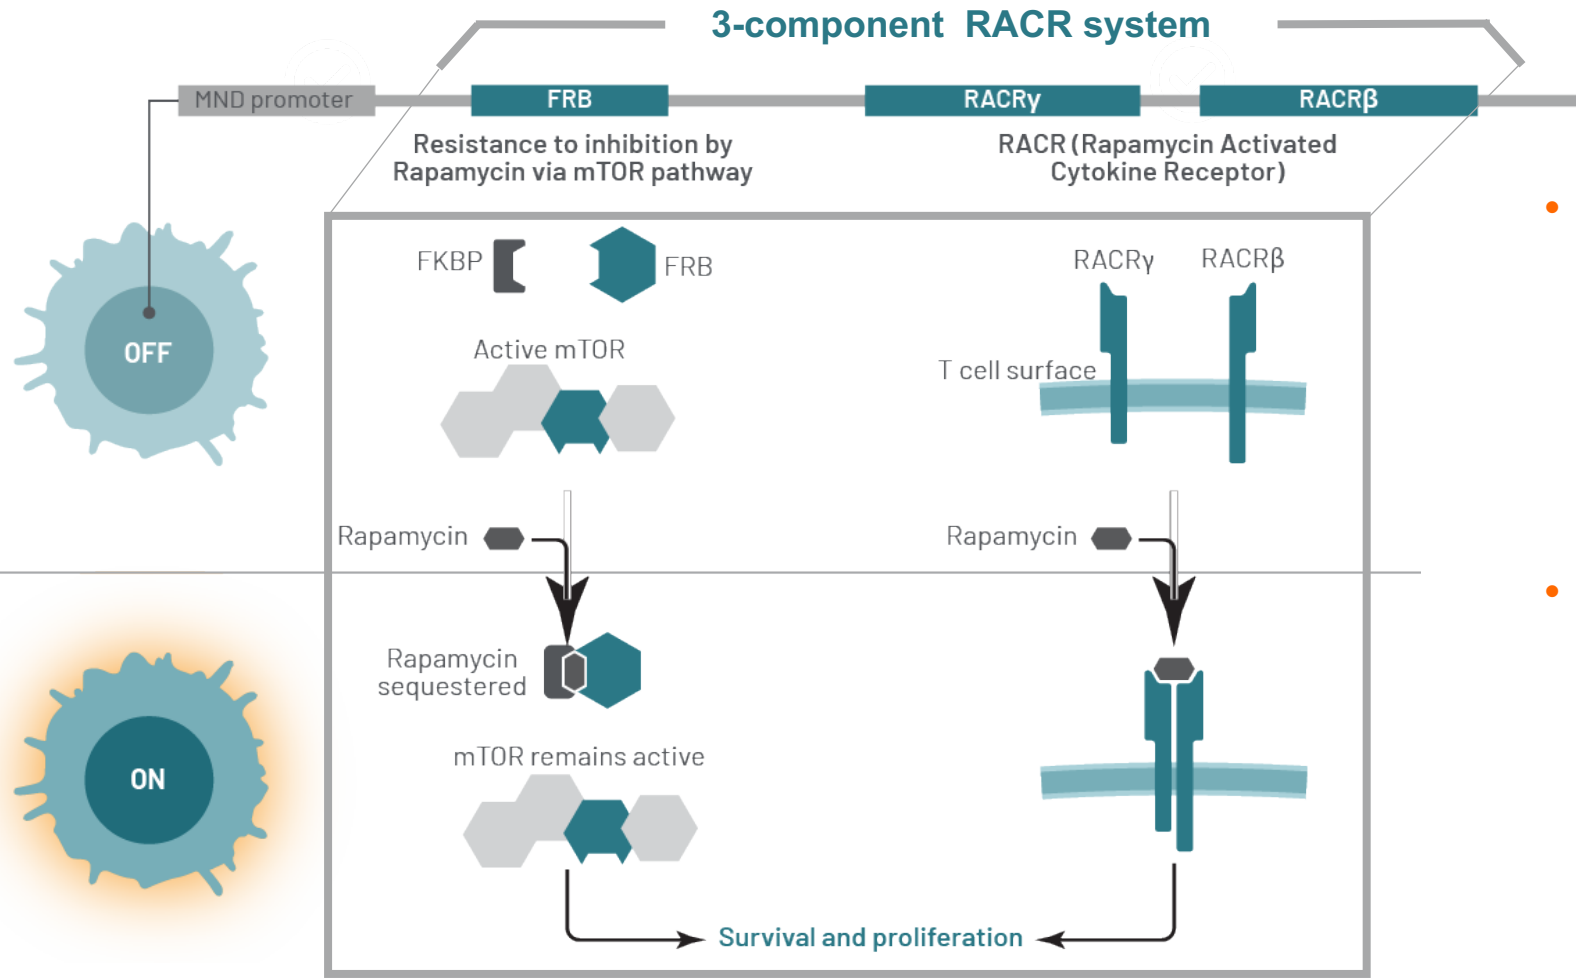 3-component RACR system
MND promoter
FRB
RACRγ
RACRβ
Resistance to inhibition by
Rapamycin via mTOR pathway
RACR (Rapamycin Activated
Cytokine Receptor)
FKBP
FRB
RACRγ
RACRβ
OFF
Active mTOR
T cell surface
Rapamycin
Rapamycin
Rapamycin
sequestered
mTOR remains active
ON
Survival and proliferation